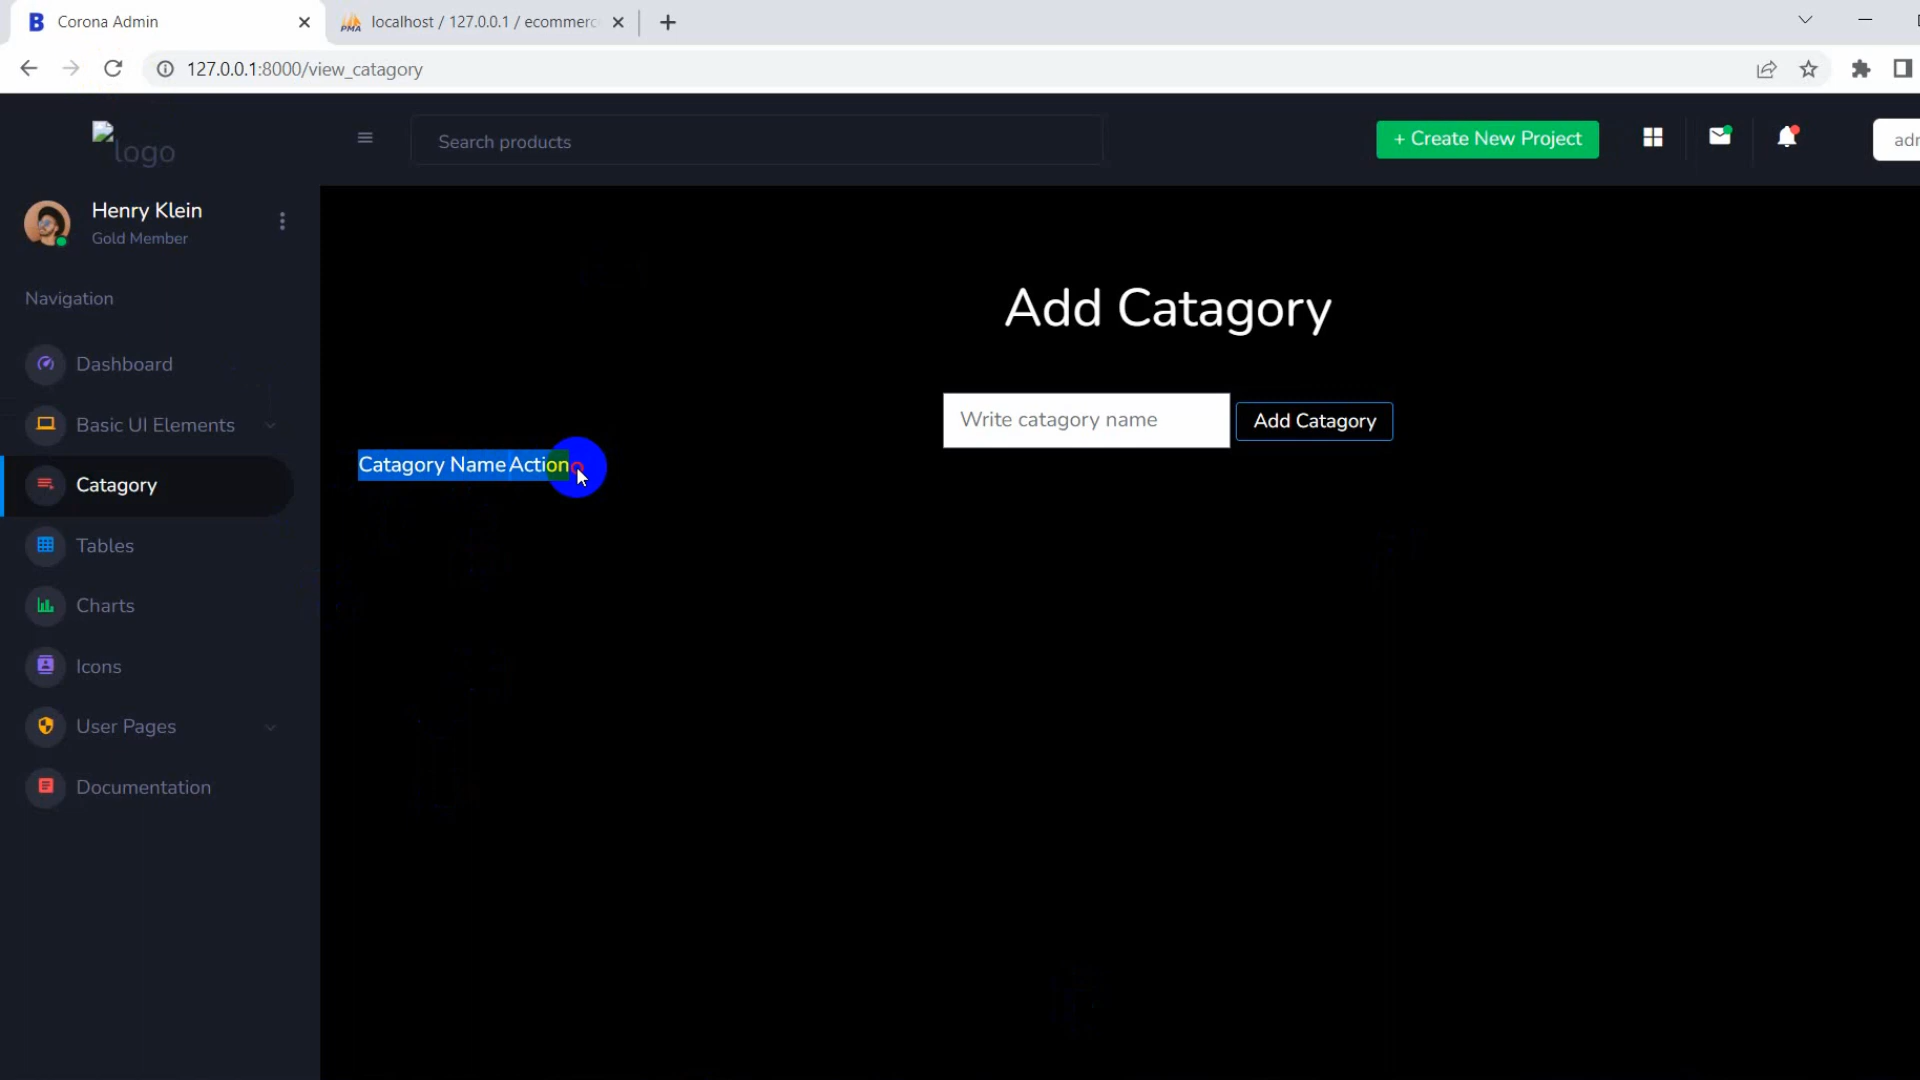 B Corona Admin
PMA localhost / 127.0.0.1 / ecommerc
127.0.0.1:8000/view_catagory
logo
Search products
+ Create New Project
Henry Klein
Gold Member
Navigation
Dashboard
Basic UI Elements
Catagory
Tables
Charts
Icons
User Pages
Documentation
Add Catagory
Write catagory name
Add Catagory
Catagory Name Action